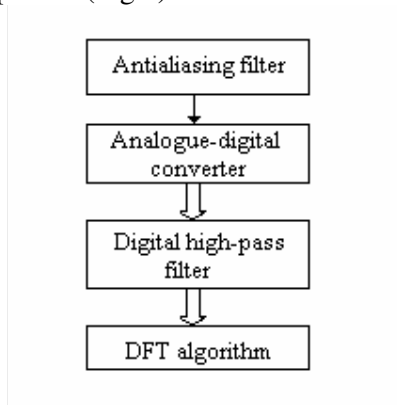 Antialiasing filter
Analogue-digital
converter
Digital high-pass
filter
DFT algorithm